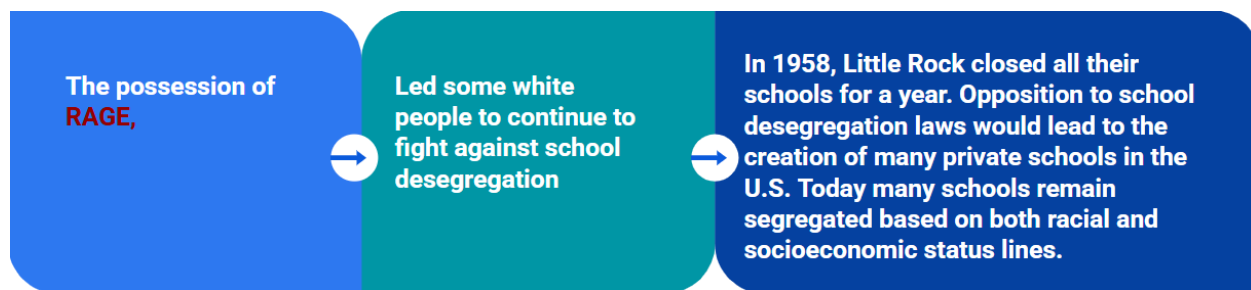 The possession of
RAGE,
Led some white
people to continue to
fight against school
desegregation
In 1958, Little Rock closed all their
schools for a year. Opposition to school
desegregation laws would lead to the
creation of many private schools in the
U.S. Today many schools remain
segregated based on both racial and
socioeconomic status lines.